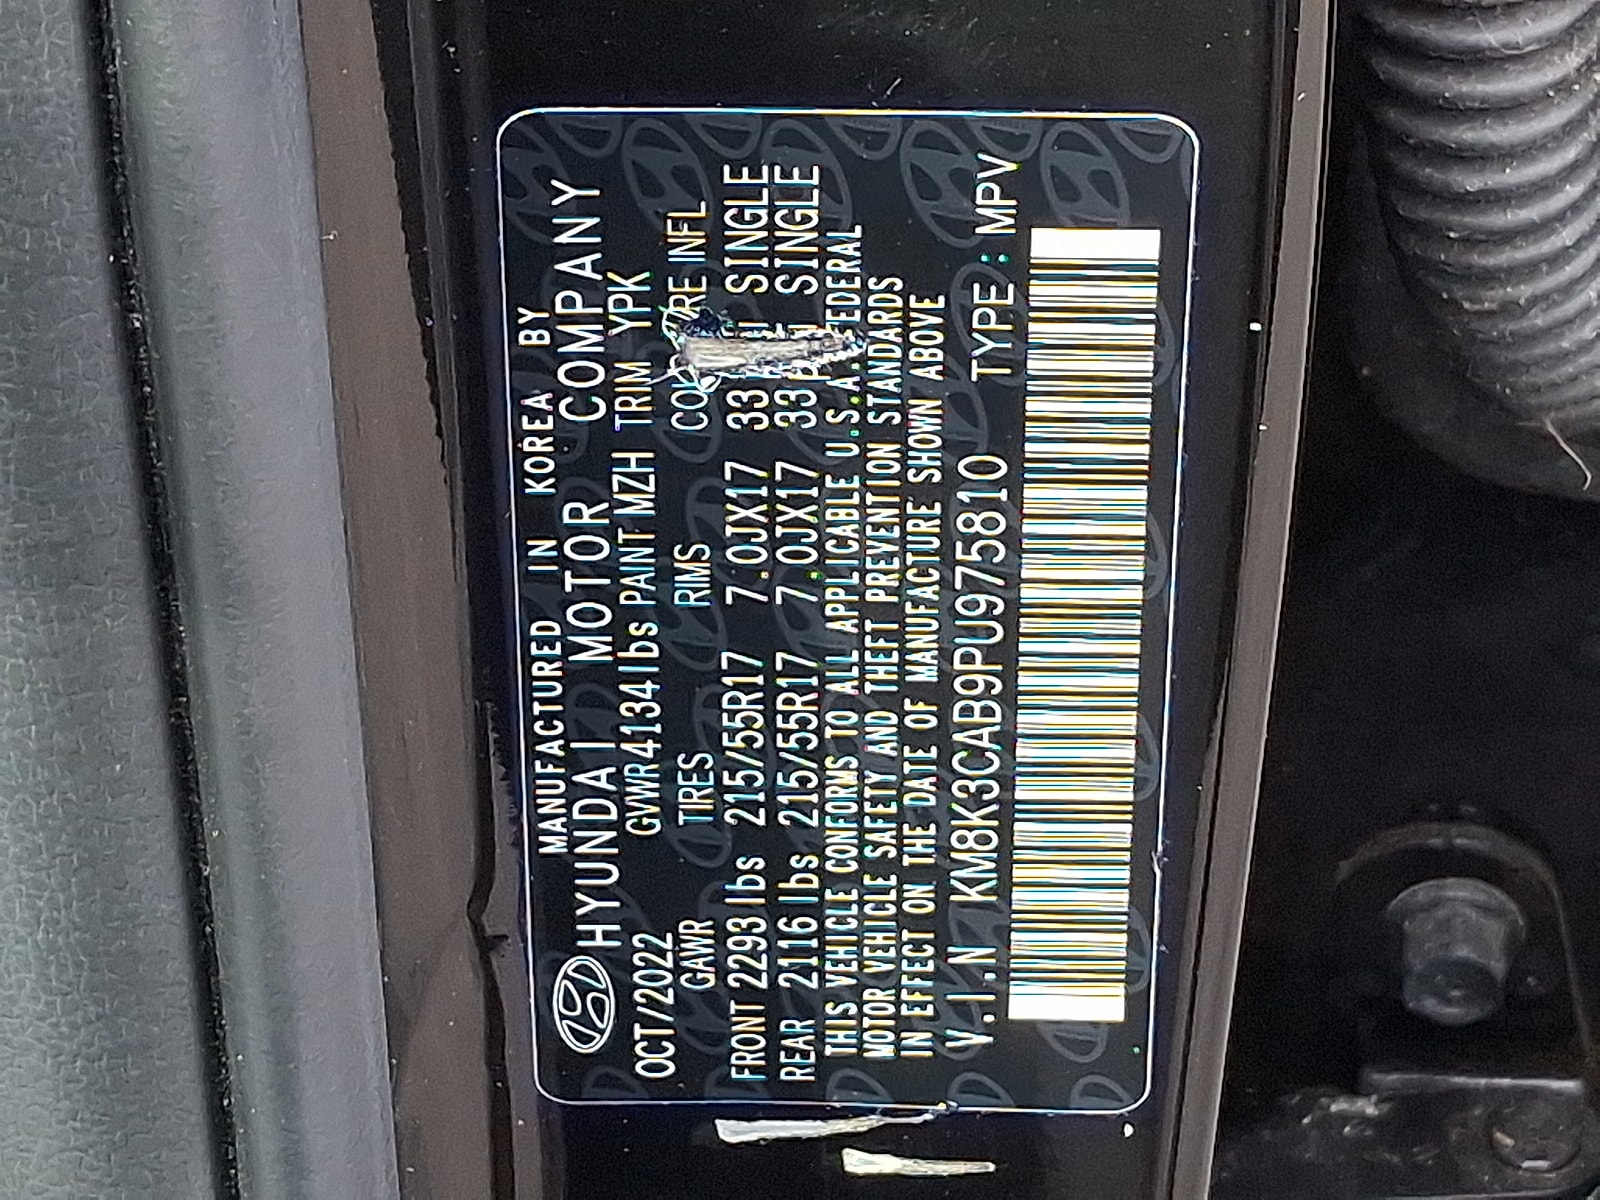 MANUFACTURED IN KOREA BY
HYUNDAI MOTOR COMPANY
OCT/2022 GVWR4134lbs PAINT MZH TRIM YPK
GAWR TIRES RIMS INFL
FRONT 2293 lbs 215/55R17 7.0JX17 33 SINGLE
REAR 2116 lbs 215/55R17 7.0JX17 33 SINGLE
THIS VEHICLE CONFORMS TO ALL APPLICABLE U.S.A. FEDERAL
MOTOR VEHICLE SAFETY AND THEFT PREVENTION STANDARDS
IN EFFECT ON THE DATE OF MANUFACTURE SHOWN ABOVE
V.I.N KM8K3CAB9PU975810 TYPE : MPV